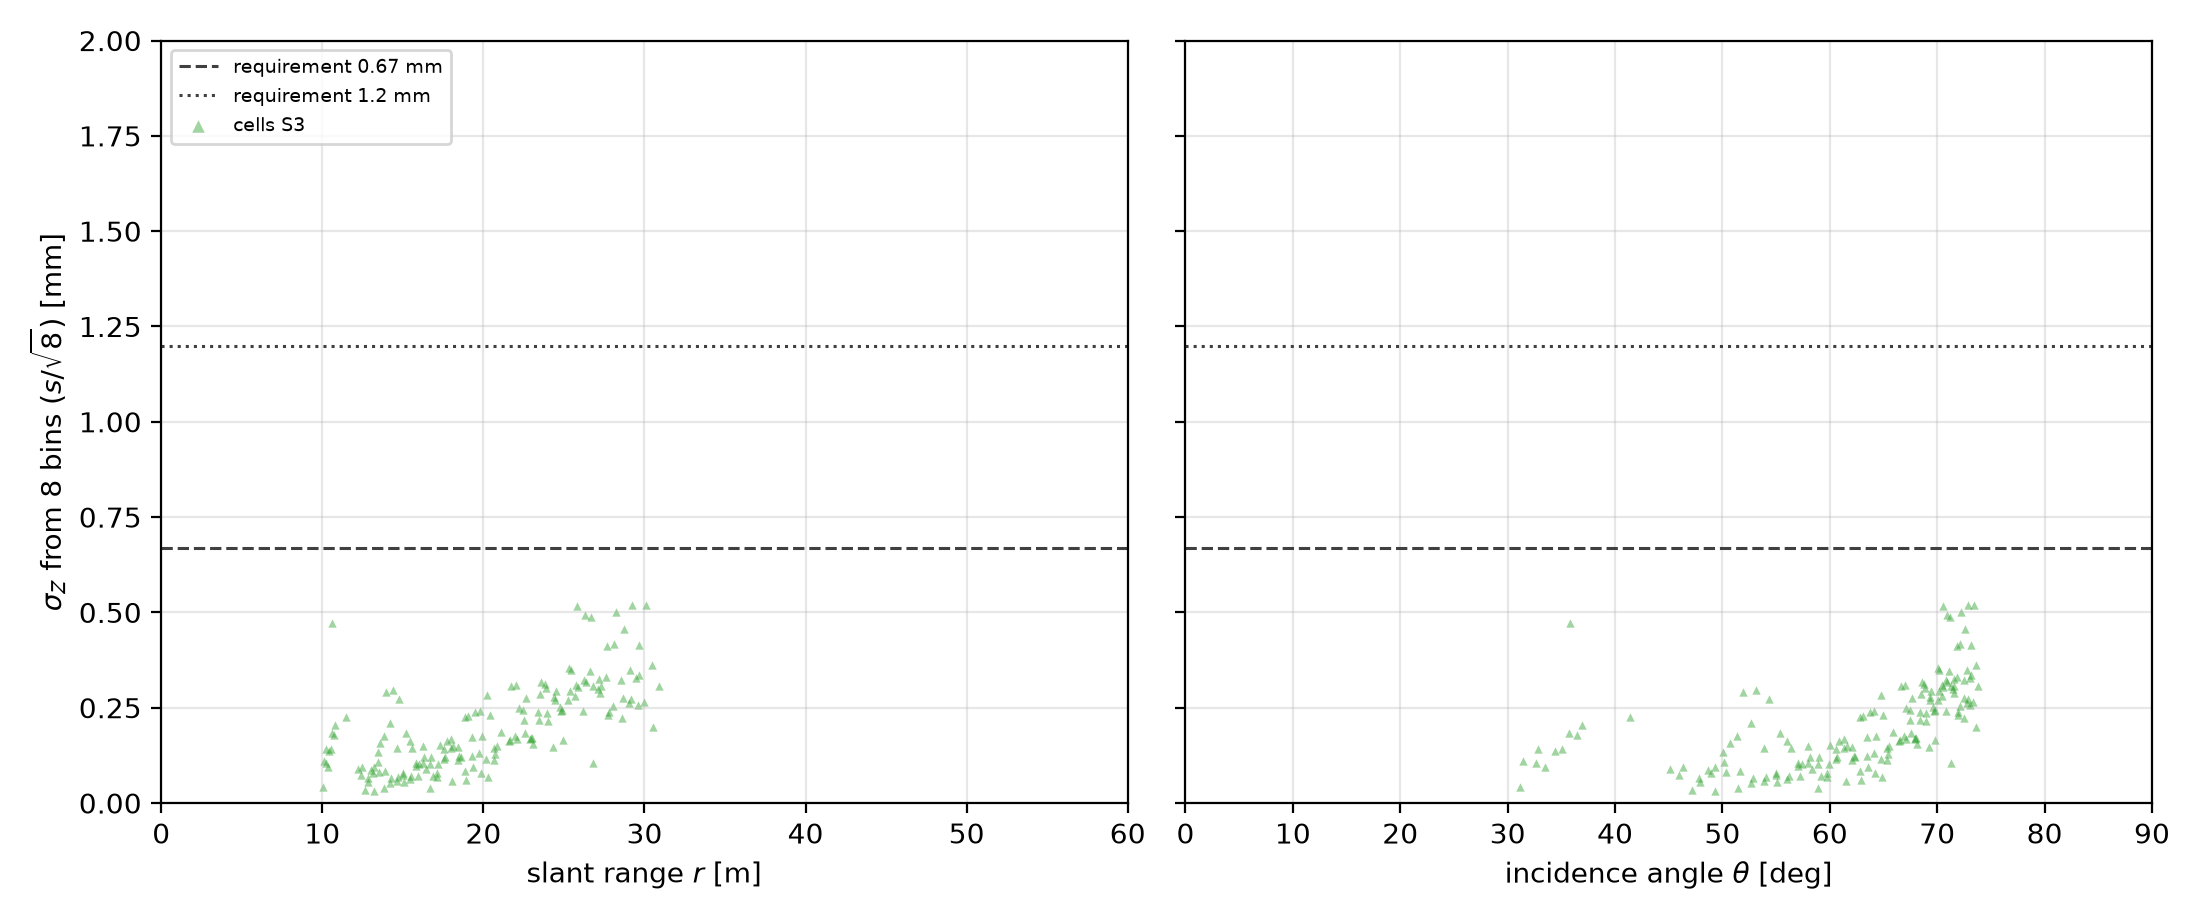 2.00
1.75
1.50
1.25
1.00
0.75
0.50
0.25
0.00
σ_Z from 8 bins (s/√8) [mm]
requirement 0.67 mm
requirement 1.2 mm
cells S3
0 10 20 30 40 50 60
slant range r [m]
0 10 20 30 40 50 60 70 80 90
incidence angle θ [deg]